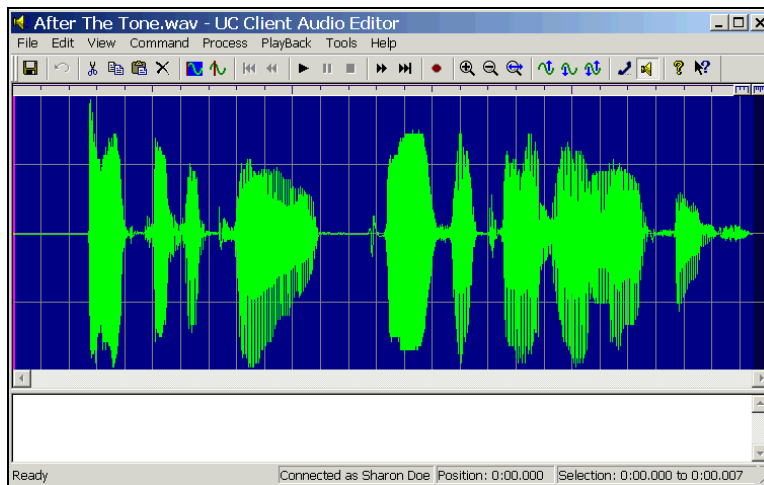 After The Tone.wav - UC Client Audio Editor
File Edit View Command Process PlayBack Tools Help
Ready Connected as Sharon Doe Position: 0:00.000 Selection: 0:00.000 to 0:00.007